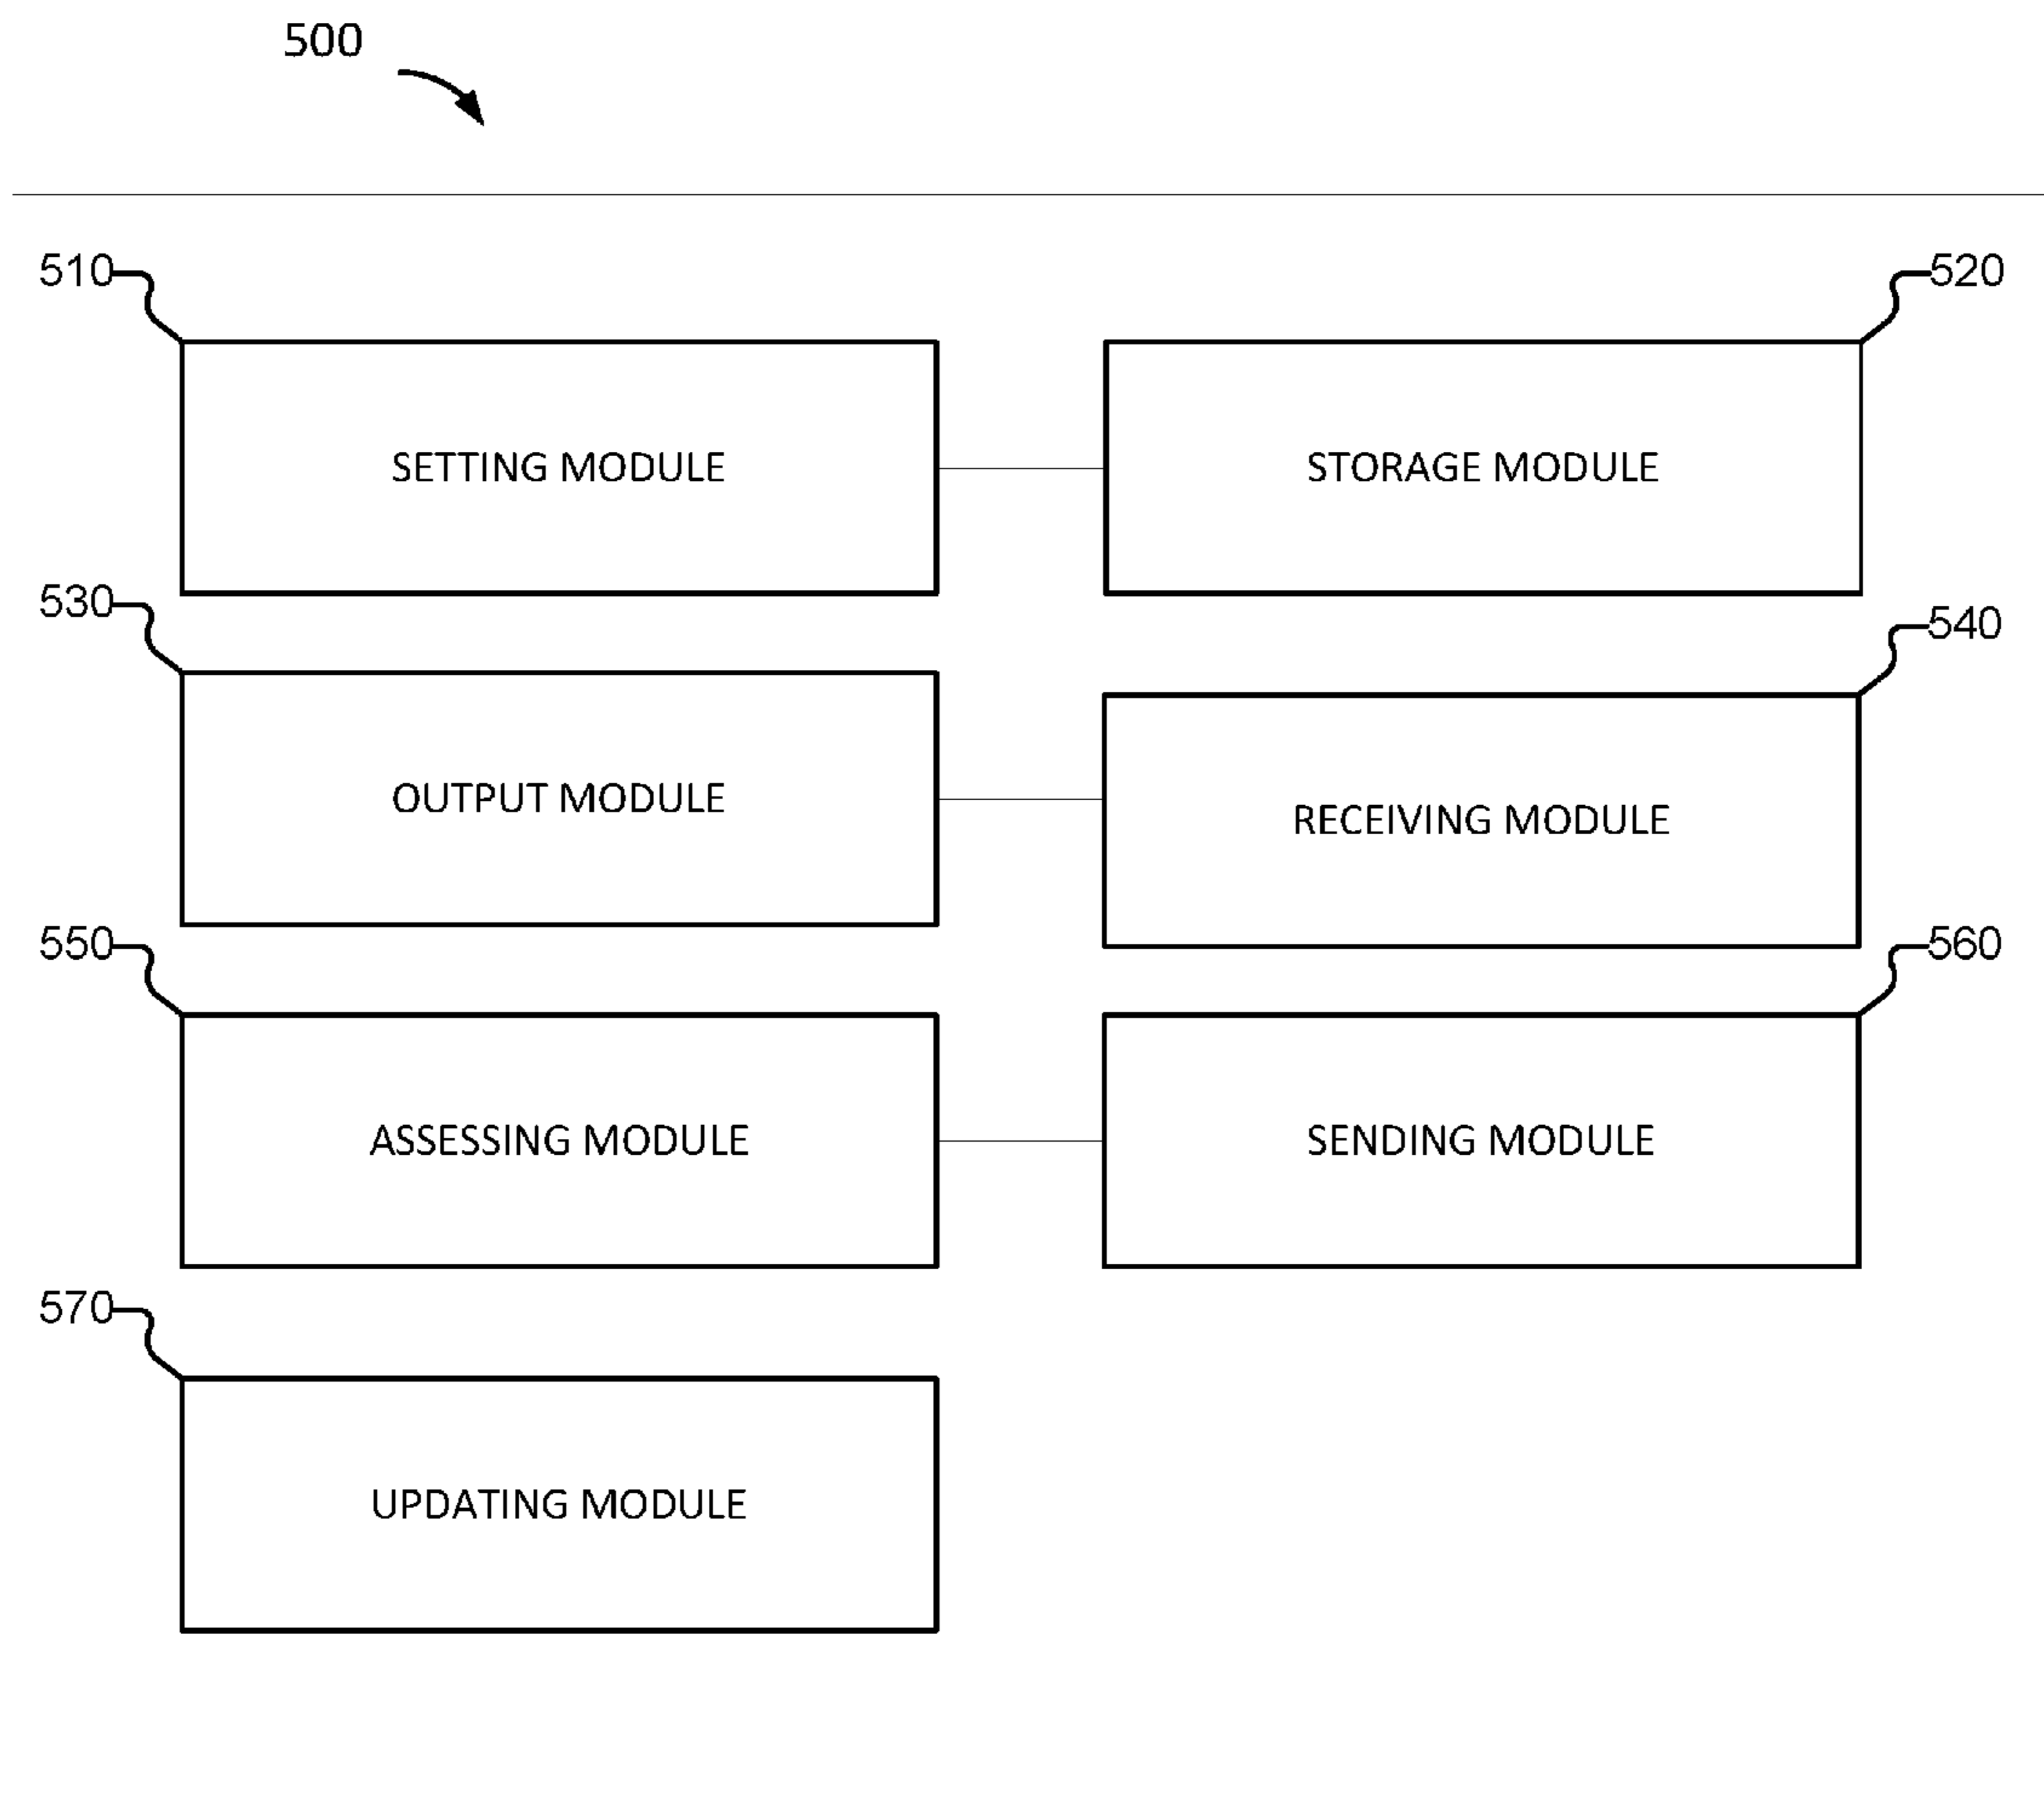 500
510
520
SETTING MODULE
STORAGE MODULE
530
540
OUTPUT MODULE
RECEIVING MODULE
550
560
ASSESSING MODULE
SENDING MODULE
570
UPDATING MODULE